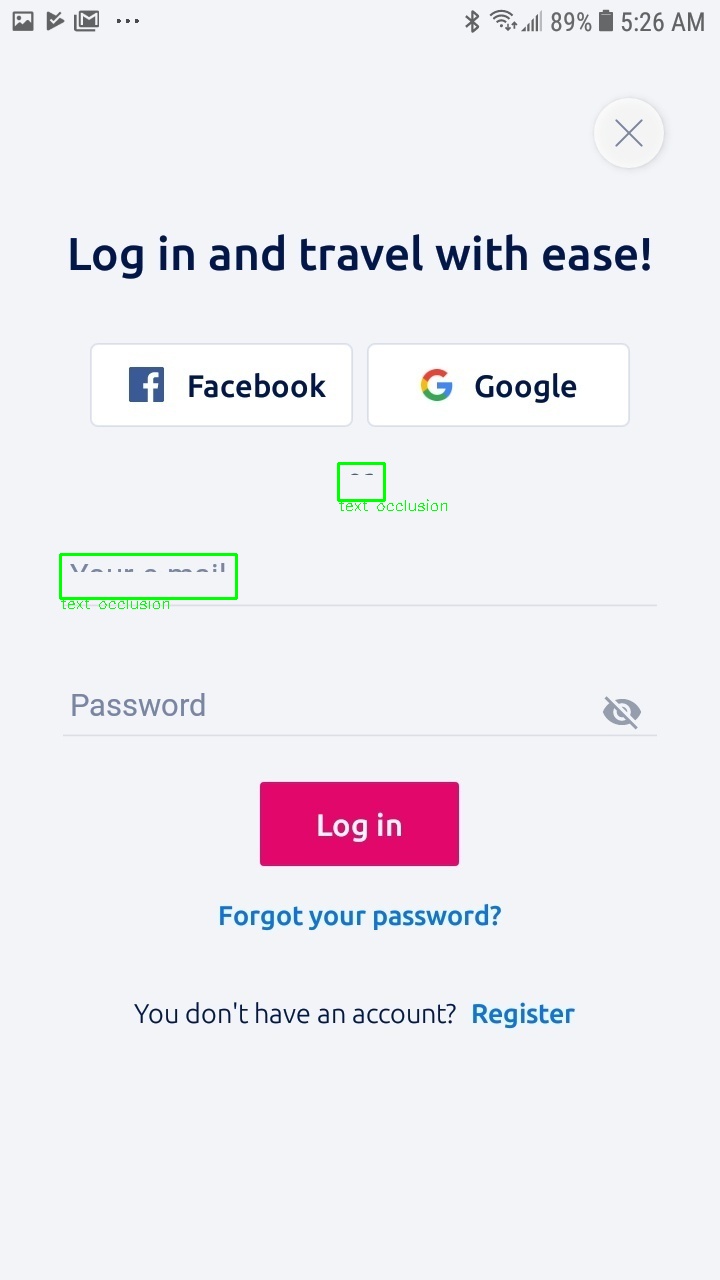 89% 5:26 AM
Log in and travel with ease!
Facebook
Google
text occlusion
Your e-mail
text occlusion
Password
Log in
Forgot your password?
You don't have an account? Register